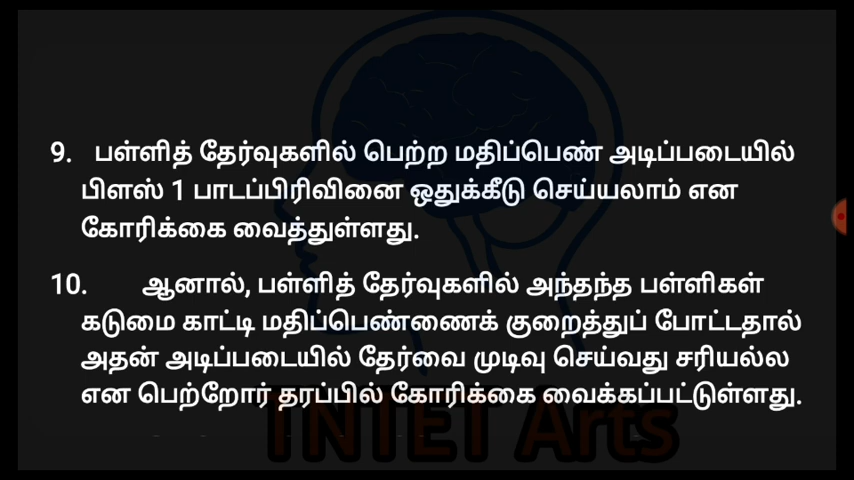 9. பள்ளித் தேர்வுகளில் பெற்ற மதிப்பெண் அடிப்படையில்
பிளஸ் 1 பாடப்பிரிவினை ஒதுக்கீடு செய்யலாம் என
கோரிக்கை வைத்துள்ளது.
10. ஆனால், பள்ளித் தேர்வுகளில் அந்தந்த பள்ளிகள்
கடுமை காட்டி மதிப்பெண்ணைக் குறைத்துப் போட்டதால்
அதன் அடிப்படையில் தேர்வை முடிவு செய்வது சரியல்ல
என பெற்றோர் தரப்பில் கோரிக்கை வைக்கப்பட்டுள்ளது.
TNTET Arts